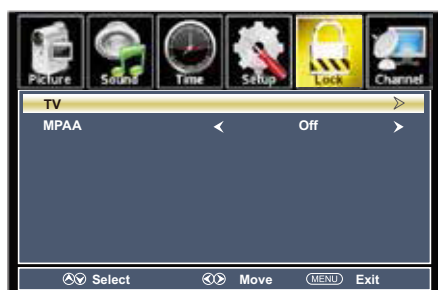 Picture Sound Time Setup Lock Channel
TV
MPAA Off
Select Move MENU Exit